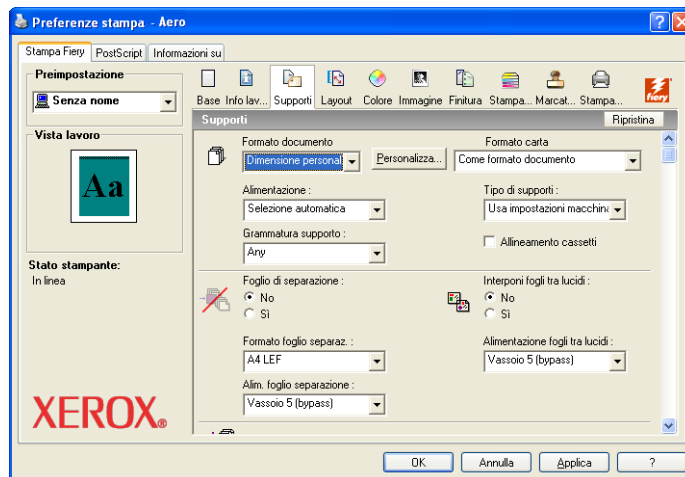 Preferenze stampa - Aero
Stampa Fiery PostScript Informazioni su
Preimpostazione
Senza nome
Base Info lav... Supporti Layout Colore Immagine Finitura Stampa... Marcat... Stampa...
fiery
Supporti Ripristina
Vista lavoro
Aa
Stato stampante:
In linea
XEROX®
Formato documento Formato carta
Dimensione personal Personalizza... Come formato documento
Alimentazione : Tipo di supporti :
Selezione automatica Usa impostazioni macchina
Grammatura supporto :
Any Allineamento cassetti
Foglio di separazione : Interponi fogli tra lucidi :
No No
Sì Sì
Formato foglio separaz. : Alimentazione fogli tra lucidi :
A4 LEF Vassoio 5 (bypass)
Alim. foglio separazione :
Vassoio 5 (bypass)
OK Annulla Applica ?